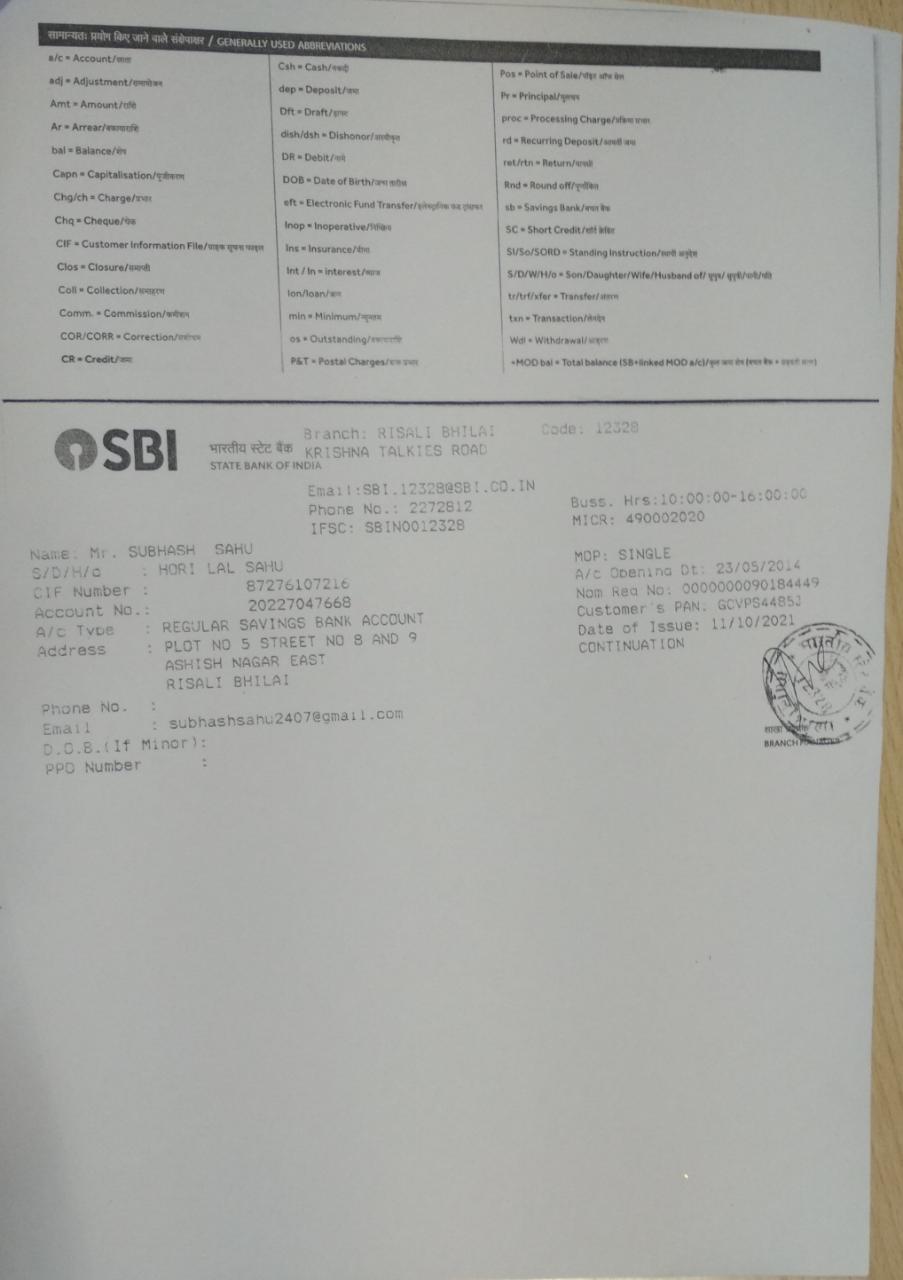 सामान्यतः प्रयोग किए जाने वाले संक्षेपाक्षर / GENERALLY USED ABBREVIATIONS
a/c = Account/खाता
adj = Adjustment/समायोजन
Amt = Amount/राशि
Ar = Arrear/बकायाराशि
bal = Balance/शेष
Capn = Capitalisation/पूंजीकरण
Chg/ch = Charge/प्रभार
Chq = Cheque/चेक
CIF = Customer Information File/ग्राहक सूचना फाइल
Clos = Closure/समाप्ती
Coll = Collection/समाहरण
Comm. = Commission/कमीशन
COR/CORR = Correction/संशोधन
CR = Credit/जमा
Csh = Cash/नकदी
dep = Deposit/जमा
Dft = Draft/ड्राफ्ट
dish/dsh = Dishonor/अस्वीकृत
DR = Debit/नामे
DOB = Date of Birth/जन्म तारीख
eft = Electronic Fund Transfer/इलेक्ट्रॉनिक फंड ट्रांसफर
Inop = Inoperative/निष्क्रिय
Ins = Insurance/बीमा
Int / In = interest/ब्याज
lon/loan/ऋण
min = Minimum/न्यूनतम
os = Outstanding/बकायाराशि
P&T = Postal Charges/डाक प्रभार
Pos = Point of Sale/पॉइंट ऑफ सेल
Pr = Principal/मूलधन
proc = Processing Charge/प्रक्रिया प्रभार
rd = Recurring Deposit/आवर्ती जमा
ret/rtn = Return/वापसी
Rnd = Round off/पूर्णांकित
sb = Savings Bank/बचत बैंक
SC = Short Credit/शॉर्ट क्रेडिट
SI/So/SORD = Standing Instruction/स्थायी अनुदेश
S/D/W/H/o = Son/Daughter/Wife/Husband of/ सुपुत्र/ सुपुत्री/पत्नी/पति
tr/trf/xfer = Transfer/अंतरण
txn = Transaction/लेनदेन
Wdl = Withdrawal/आहरण
+MOD bal = Total balance (SB+linked MOD a/c)/कुल जमा शेष (बचत बैंक +
SBI
भारतीय स्टेट बैंक
STATE BANK OF INDIA
Branch: RISALI BHILAI Code: 12328
KRISHNA TALKIES ROAD
Email:SBI.12328@SBI.CO.IN
Phone No.: 2272812
IFSC: SBIN0012328
Buss. Hrs:10:00:00-16:00:00
MICR: 490002020
Name: Mr. SUBHASH SAHU
S/D/H/o : HORI LAL SAHU
CIF Number : 87276107216
Account No.: 20227047668
A/c Type : REGULAR SAVINGS BANK ACCOUNT
Address : PLOT NO 5 STREET NO 8 AND 9
ASHISH NAGAR EAST
RISALI BHILAI
Phone No. :
Email : subhashsahu2407@gmail.com
D.O.B.(If Minor):
PPO Number :
MOP: SINGLE
A/c Opening Dt: 23/05/2014
Nom Reg No: 0000000090184449
Customer's PAN: GCVPS4485J
Date of Issue: 11/10/2021
CONTINUATION
12328
शाखा
BRANCH